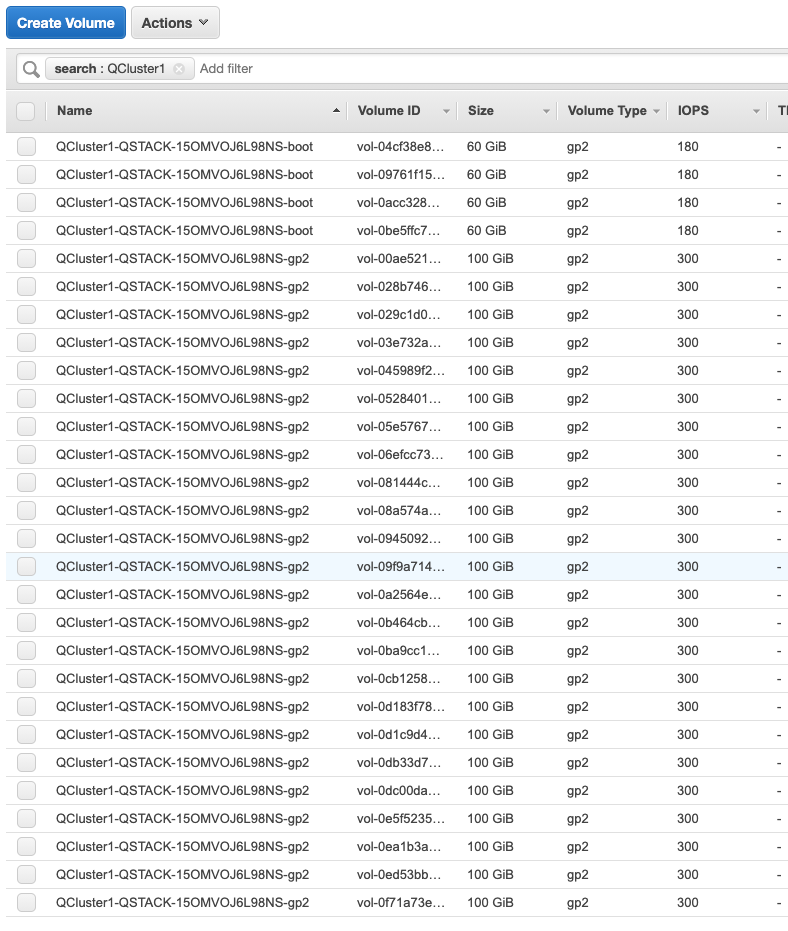 Create Volume Actions
search : QCluster1 Add filter
Name Volume ID Size Volume Type IOPS
QCluster1-QSTACK-15OMVOJ6L98NS-boot vol-04cf38e8... 60 GiB gp2 180 -
QCluster1-QSTACK-15OMVOJ6L98NS-boot vol-09761f15... 60 GiB gp2 180 -
QCluster1-QSTACK-15OMVOJ6L98NS-boot vol-0acc328... 60 GiB gp2 180 -
QCluster1-QSTACK-15OMVOJ6L98NS-boot vol-0be5ffc7... 60 GiB gp2 180 -
QCluster1-QSTACK-15OMVOJ6L98NS-gp2 vol-00ae521... 100 GiB gp2 300 -
QCluster1-QSTACK-15OMVOJ6L98NS-gp2 vol-028b746... 100 GiB gp2 300 -
QCluster1-QSTACK-15OMVOJ6L98NS-gp2 vol-029c1d0... 100 GiB gp2 300 -
QCluster1-QSTACK-15OMVOJ6L98NS-gp2 vol-03e732a... 100 GiB gp2 300 -
QCluster1-QSTACK-15OMVOJ6L98NS-gp2 vol-045989f2... 100 GiB gp2 300 -
QCluster1-QSTACK-15OMVOJ6L98NS-gp2 vol-0528401... 100 GiB gp2 300 -
QCluster1-QSTACK-15OMVOJ6L98NS-gp2 vol-05e5767... 100 GiB gp2 300 -
QCluster1-QSTACK-15OMVOJ6L98NS-gp2 vol-06efcc73... 100 GiB gp2 300 -
QCluster1-QSTACK-15OMVOJ6L98NS-gp2 vol-081444c... 100 GiB gp2 300 -
QCluster1-QSTACK-15OMVOJ6L98NS-gp2 vol-08a574a... 100 GiB gp2 300 -
QCluster1-QSTACK-15OMVOJ6L98NS-gp2 vol-0945092... 100 GiB gp2 300 -
QCluster1-QSTACK-15OMVOJ6L98NS-gp2 vol-09f9a714... 100 GiB gp2 300 -
QCluster1-QSTACK-15OMVOJ6L98NS-gp2 vol-0a2564e... 100 GiB gp2 300 -
QCluster1-QSTACK-15OMVOJ6L98NS-gp2 vol-0b464cb... 100 GiB gp2 300 -
QCluster1-QSTACK-15OMVOJ6L98NS-gp2 vol-0ba9cc1... 100 GiB gp2 300 -
QCluster1-QSTACK-15OMVOJ6L98NS-gp2 vol-0cb1258... 100 GiB gp2 300 -
QCluster1-QSTACK-15OMVOJ6L98NS-gp2 vol-0d183f78... 100 GiB gp2 300 -
QCluster1-QSTACK-15OMVOJ6L98NS-gp2 vol-0d1c9d4... 100 GiB gp2 300 -
QCluster1-QSTACK-15OMVOJ6L98NS-gp2 vol-0db33d7... 100 GiB gp2 300 -
QCluster1-QSTACK-15OMVOJ6L98NS-gp2 vol-0dc00da... 100 GiB gp2 300 -
QCluster1-QSTACK-15OMVOJ6L98NS-gp2 vol-0e5f5235... 100 GiB gp2 300 -
QCluster1-QSTACK-15OMVOJ6L98NS-gp2 vol-0ea1b3a... 100 GiB gp2 300 -
QCluster1-QSTACK-15OMVOJ6L98NS-gp2 vol-0ed53bb... 100 GiB gp2 300 -
QCluster1-QSTACK-15OMVOJ6L98NS-gp2 vol-0f71a73e... 100 GiB gp2 300 -